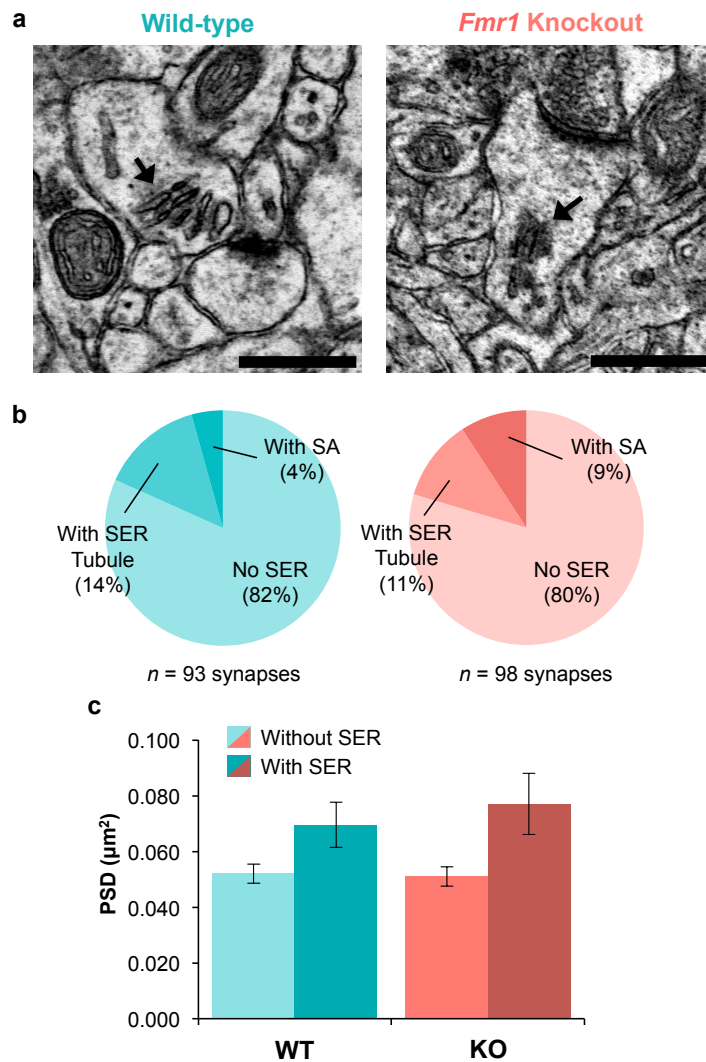 a
Wild-type
Fmr1 Knockout
b
With SA
(4%)
With SER
Tubule
(14%)
No SER
(82%)
n = 93 synapses
With SA
(9%)
With SER
Tubule
(11%)
No SER
(80%)
n = 98 synapses
c
Without SER
With SER
PSD (µm²)
0.100
0.080
0.060
0.040
0.020
0.000
WT
KO